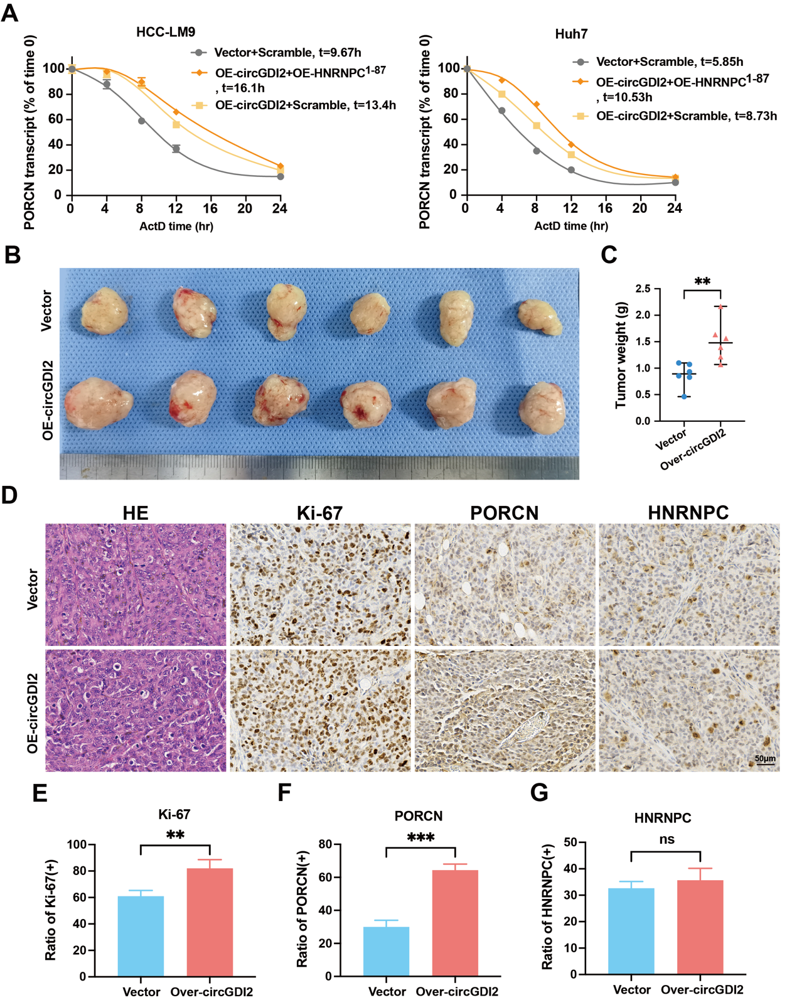 A
HCC-LM9
PORCN transcript (% of time 0)
100
80
60
40
20
0
0 4 8 12 16 20 24
ActD time (hr)
Vector+Scramble, t=9.67h
OE-circGDI2+OE-HNRNPC1-87
, t=16.1h
OE-circGDI2+Scramble, t=13.4h
Huh7
PORCN transcript (% of time 0)
100
80
60
40
20
0
0 4 8 12 16 20 24
ActD time (hr)
Vector+Scramble, t=5.85h
OE-circGDI2+OE-HNRNPC1-87
, t=10.53h
OE-circGDI2+Scramble, t=8.73h
B
Vector
OE-circGDI2
C
**
Tumor weight (g)
2.5
2.0
1.5
1.0
0.5
0.0
Vector
Over-circGDI2
D
HE Ki-67 PORCN HNRNPC
Vector
OE-circGDI2
50μm
E
Ki-67
**
Ratio of Ki-67(+)
100
80
60
40
20
0
Vector Over-circGDI2
F
PORCN
***
Ratio of PORCN(+)
80
60
40
20
0
Vector Over-circGDI2
G
HNRNPC
ns
Ratio of HNRNPC(+)
50
40
30
20
10
0
Vector Over-circGDI2